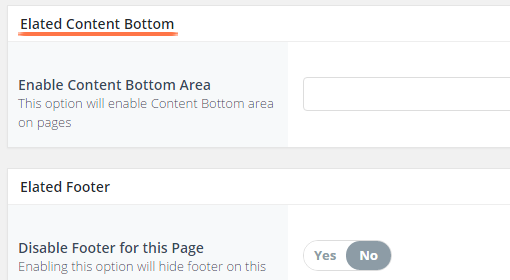 Elated Content Bottom
Enable Content Bottom Area
This option will enable Content Bottom area
on pages
Elated Footer
Disable Footer for this Page
Yes No
Enabling this option will hide footer on this